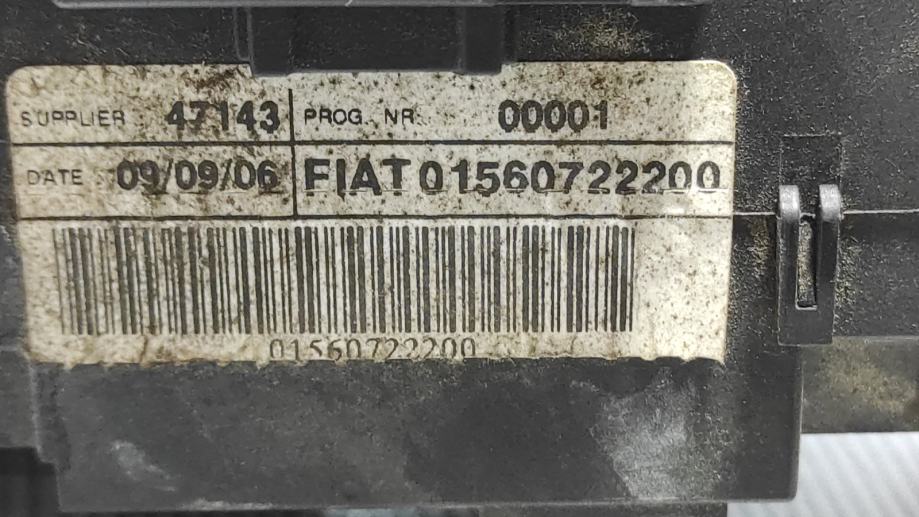 SUPPLIER 47143 PROG. NR. 00001
DATE 09/09/06 FIAT 01560722200
01560722200